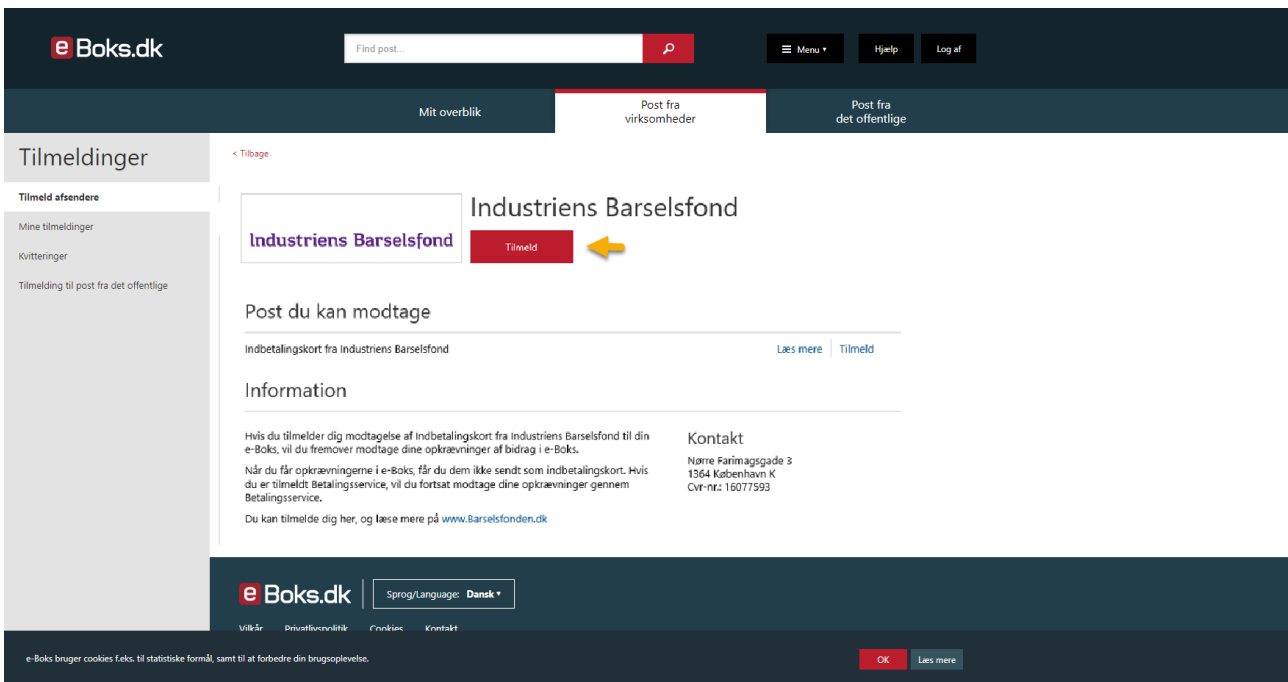 e Boks.dk
Find post...
Menu
Hjælp
Log af
Mit overblik
Post fra
virksomheder
Post fra
det offentlige
Tilmeldinger
Tilmeld afsendere
Mine tilmeldinger
Kvitteringer
Tilmelding til post fra det offentlige
< Tilbage
Industriens Barselsfond
Industriens Barselsfond
Tilmeld
Post du kan modtage
Indbetalingskort fra Industriens Barselsfond
Læs mere
Tilmeld
Information
Hvis du tilmelder dig modtagelse af Indbetalingskort fra Industriens Barselsfond til din
e-Boks, vil du fremover modtage dine opkrævninger af bidrag i e-Boks.
Når du får opkrævningerne i e-Boks, får du dem ikke sendt som indbetalingskort. Hvis
du er tilmeldt Betalingsservice, vil du fortsat modtage dine opkrævninger gennem
Betalingsservice.
Du kan tilmelde dig her, og læse mere på www.Barselsfonden.dk
Kontakt
Nørre Farimagsgade 3
1364 København K
Cvr-nr.: 16077593
e Boks.dk
Sprog/Language: Dansk
Vilkår
Privatlivspolitik
Cookies
Kontakt
e-Boks bruger cookies f.eks. til statistiske formål, samt til at forbedre din brugsoplevelse.
OK
Læs mere